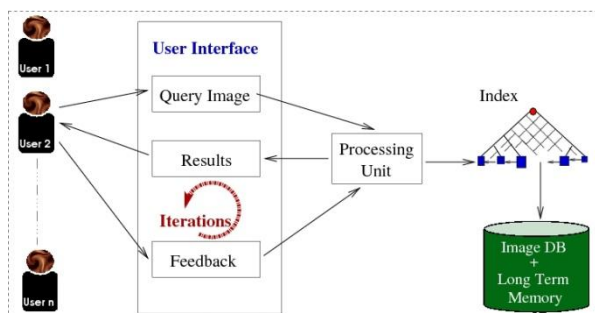 User 1
User 2
User n
User Interface
Query Image
Results
Iterations
Feedback
Processing
Unit
Index
Image DB
+
Long Term
Memory